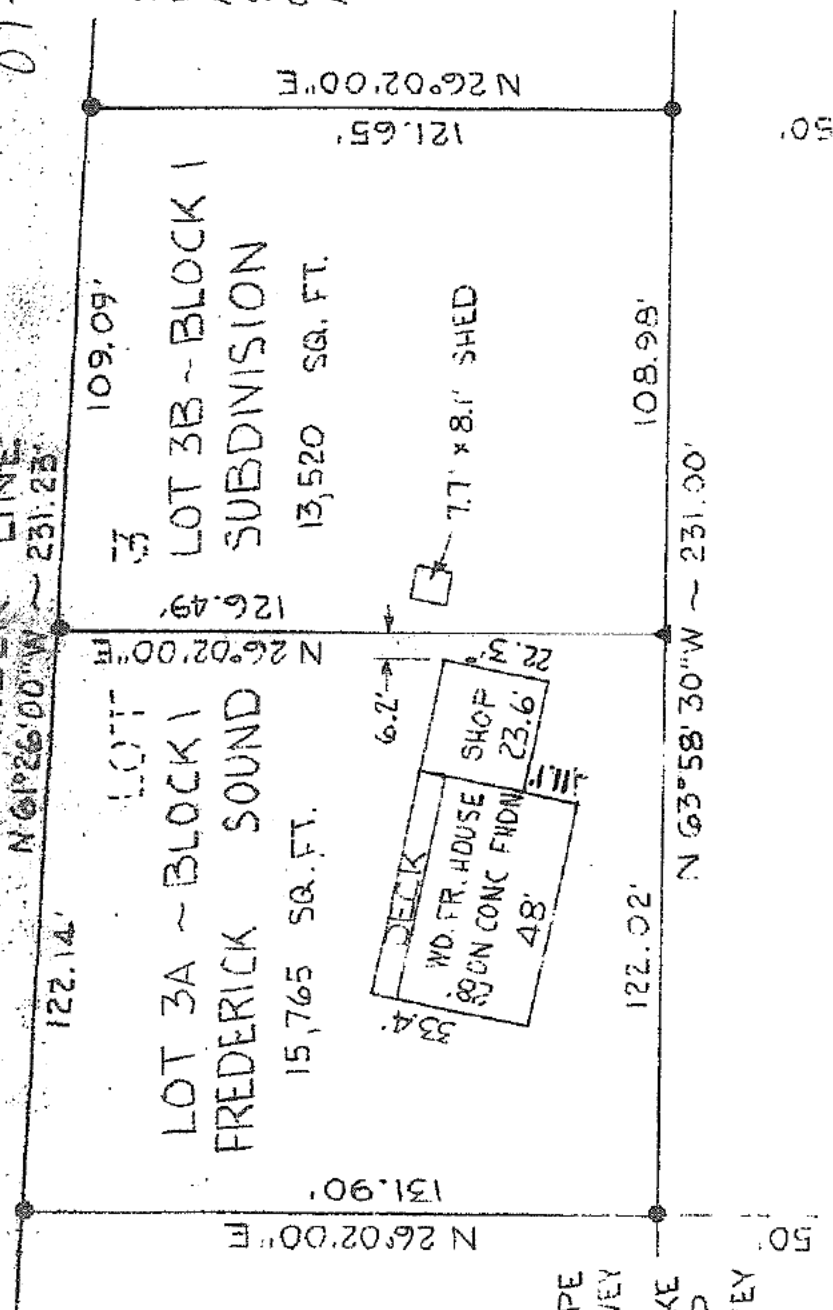 LINE
N 61°26'00"W ~ 231.23'
122.14'
109.09'
LOT 3
LOT 3A ~ BLOCK 1
FREDERICK SOUND
15,765 SQ. FT.
LOT 3B ~ BLOCK 1
SUBDIVISION
13,520 SQ. FT.
N 26°02'00"E
131.90'
N 26°02'00"E
126.49'
N 26°02'00"E
121.65'
6.2'
7.7' x 8.1' SHED
DECK
WD. FR. HOUSE
ON CONC FNDN
48'
33.4'
SHOP
23.6'
22.3'
11.1'
122.02'
108.98'
N 63°58'30"W ~ 231.00'
50'
50'